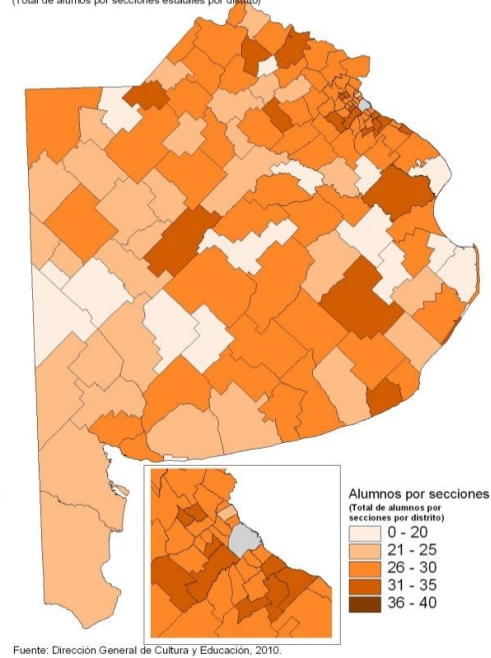 (Total de alumos por secciones estatales por distrito)
Alumnos por secciones
(Total de alumnos por
secciones por distrito)
0 - 20
21 - 25
26 - 30
31 - 35
36 - 40
Fuente: Dirección General de Cultura y Educación, 2010.